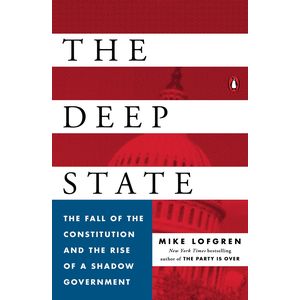 THE
DEEP
STATE
THE FALL OF THE
CONSTITUTION
AND THE RISE
OF A SHADOW
GOVERNMENT
MIKE LOFGREN
New York Times bestselling
author of THE PARTY IS OVER